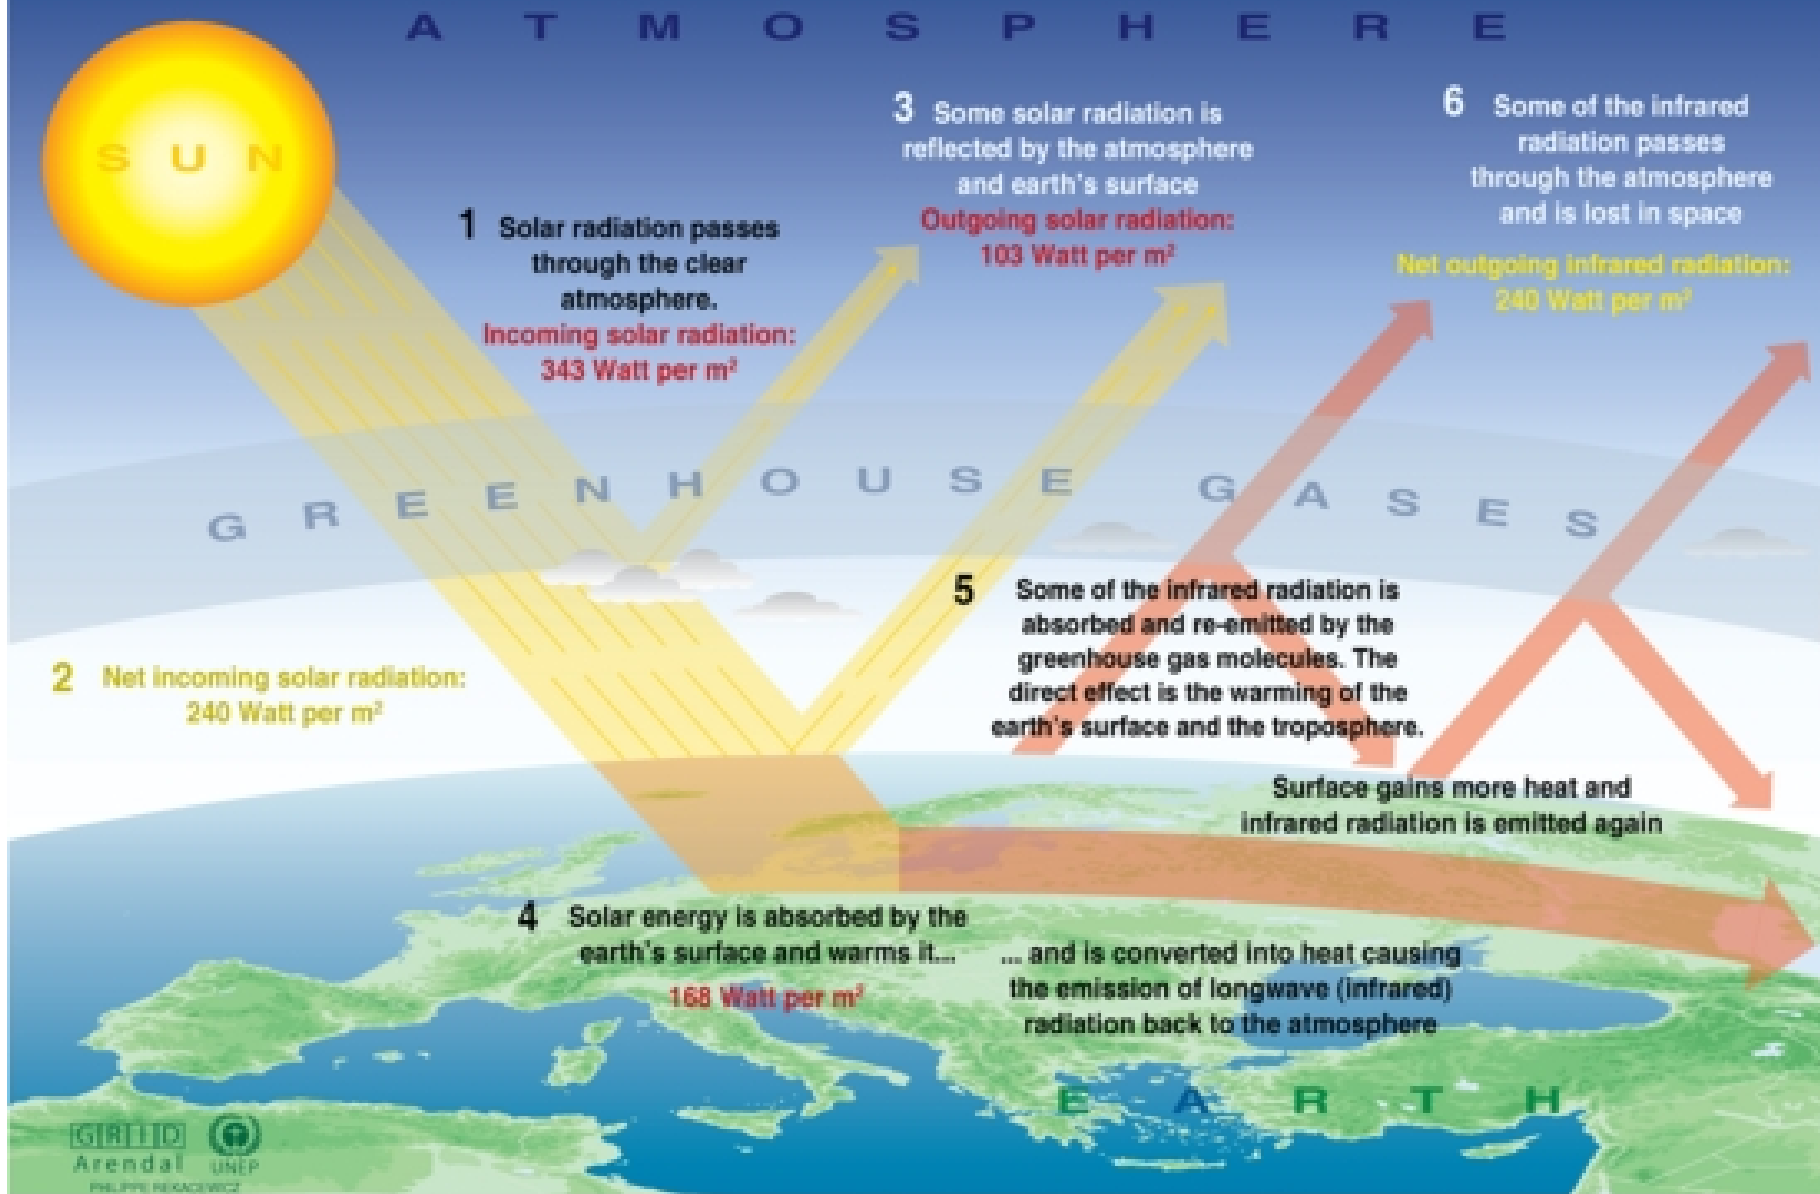 ATMOSPHERE
SUN
1 Solar radiation passes
through the clear
atmosphere.
Incoming solar radiation:
343 Watt per m²
3 Some solar radiation is
reflected by the atmosphere
and earth's surface
Outgoing solar radiation:
103 Watt per m²
6 Some of the infrared
radiation passes
through the atmosphere
and is lost in space
Net outgoing infrared radiation:
240 Watt per m²
GREENHOUSE GASES
2 Net incoming solar radiation:
240 Watt per m²
5 Some of the infrared radiation is
absorbed and re-emitted by the
greenhouse gas molecules. The
direct effect is the warming of the
earth's surface and the troposphere.
Surface gains more heat and
infrared radiation is emitted again
4 Solar energy is absorbed by the
earth's surface and warms it...
168 Watt per m²
... and is converted into heat causing
the emission of longwave (infrared)
radiation back to the atmosphere
EARTH
GRID
Arendal
UNEP
PHILIPPE REKACEWICZ